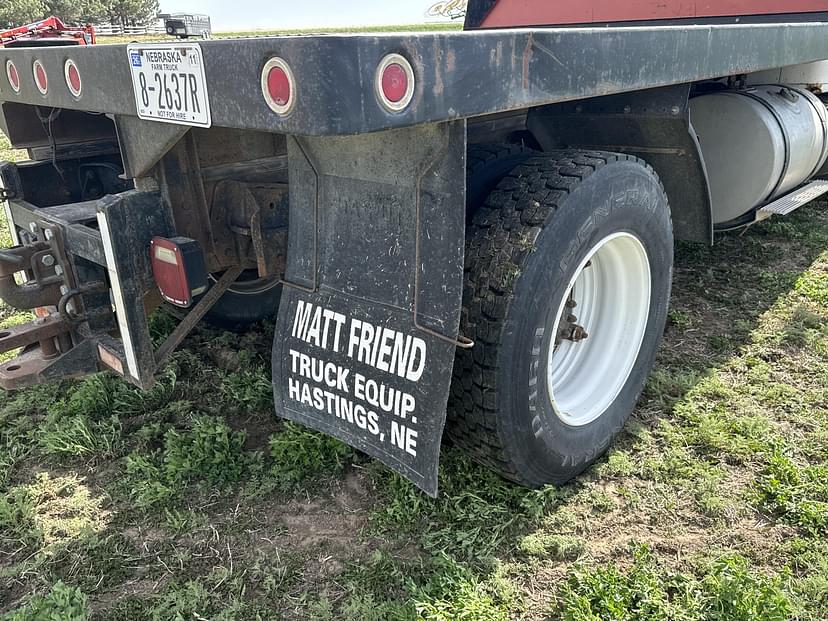 NEBRASKA
11
FARM TRUCK
8-2637R
NOT FOR HIRE
MATT FRIEND
TRUCK EQUIP.
HASTINGS, NE
GENERAL